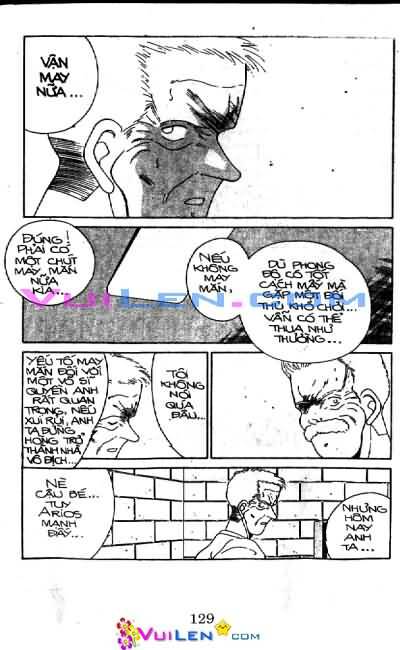 VẬN
MAY
NỮA...
ĐÚNG!
PHẢI CÓ
MỘT CHÚT
MAY MẮN
NỮA
KIA...
NẾU
KHÔNG
MAY
MẮN,
DÙ PHONG
ĐỘ CÓ TỐT
CÁCH MẤY MÀ
GẶP MỘT ĐỐI
THỦ KHÓ CHƠI...
VẪN CÓ THỂ
THUA NHƯ
THƯỜNG...
VUILEN.COM
YẾU TỐ MAY
MẮN ĐỐI VỚI
MỘT VÕ SĨ
QUYỀN ANH
RẤT QUAN
TRỌNG, NẾU
XUI RỦI, ANH
TA ĐỪNG
HÒNG TRỞ
THÀNH NHÀ
VÔ ĐỊCH...
TÔI
KHÔNG
NÓI
QUÁ
ĐÂU...
NÈ
CẬU BÉ...
TUY
ARIOS
MẠNH
ĐẤY...
NHƯNG
HÔM
NAY
ANH
TA...
129
VUILEN.COM